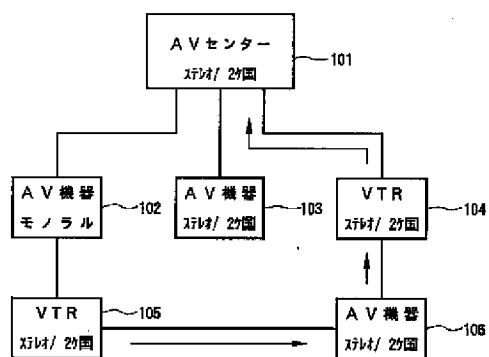 AVセンター
ステレオ/2ケ国
101
AV機器
モノラル
102
AV機器
ステレオ/2ケ国
103
VTR
ステレオ/2ケ国
104
VTR
ステレオ/2ケ国
105
AV機器
ステレオ/2ケ国
106